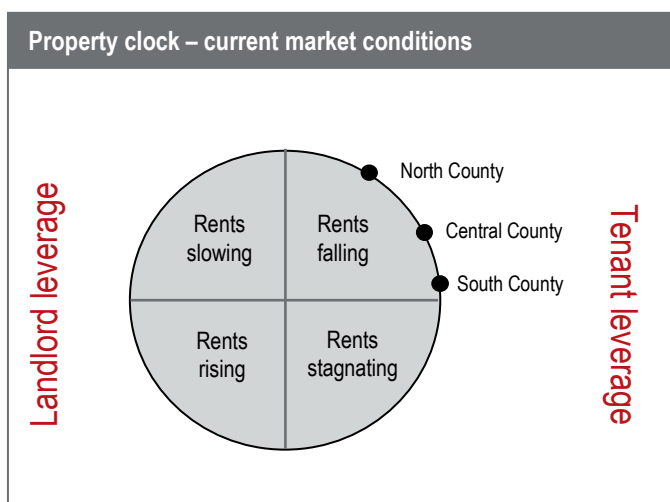 Property clock – current market conditions
Landlord leverage
Rents
slowing
Rents
falling
North County
Central County
South County
Rents
rising
Rents
stagnating
Tenant leverage